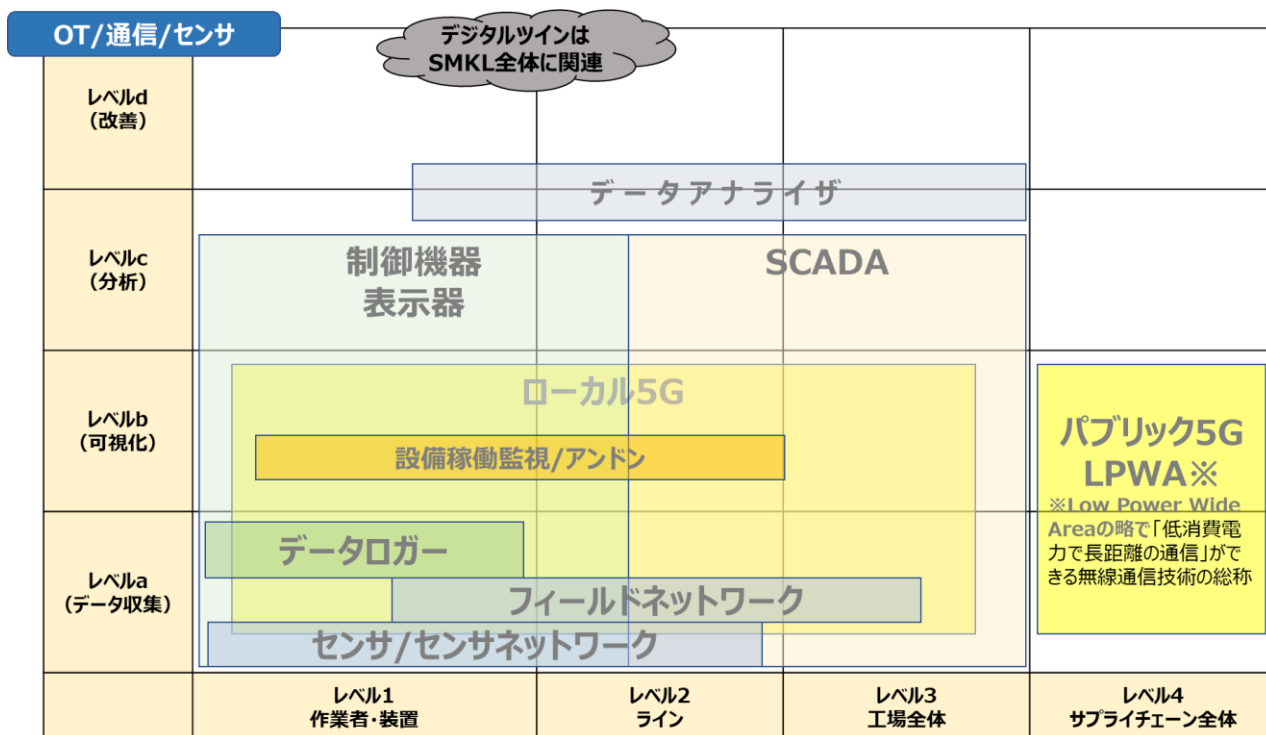 OT/通信/センサ
デジタルツインは
SMKL全体に関連
レベルd
（改善）
データアナライザ
レベルc
（分析）
制御機器
表示器
SCADA
レベルb
（可視化）
ローカル5G
設備稼働監視/アンドン
パブリック5G
LPWA※
※Low Power Wide
Areaの略で「低消費電
力で長距離の通信」がで
きる無線通信技術の総称
レベルa
（データ収集）
データロガー
フィールドネットワーク
センサ/センサネットワーク
レベル1
作業者・装置
レベル2
ライン
レベル3
工場全体
レベル4
サプライチェーン全体